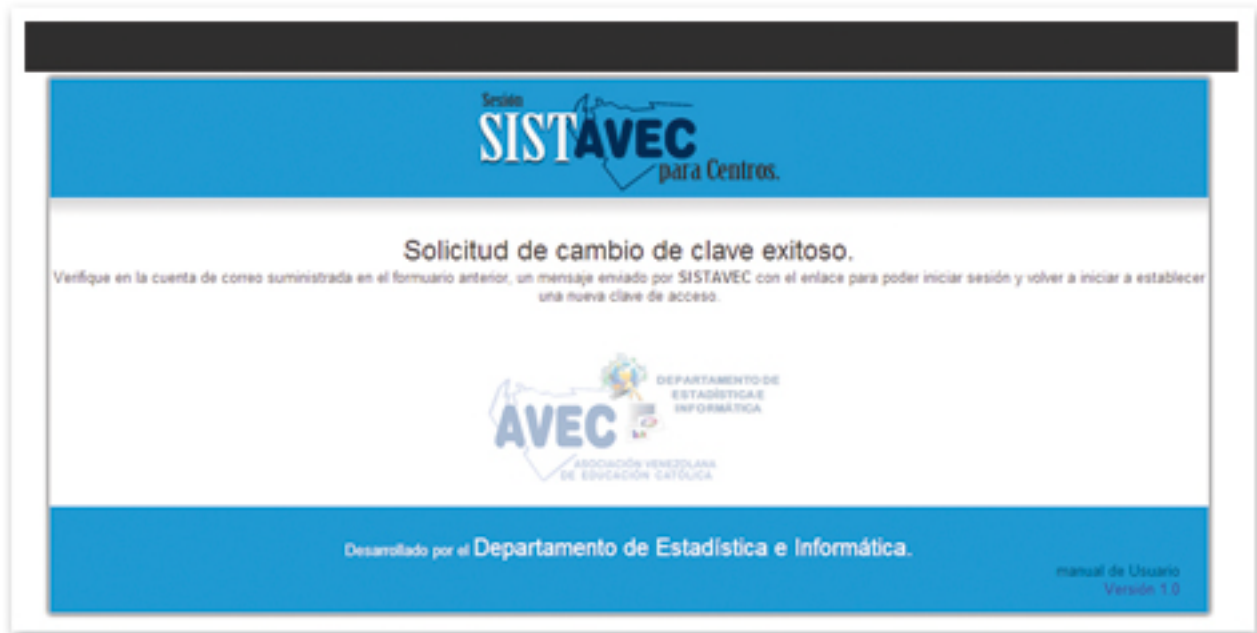 Sesión
SISTAVEC
para Centros.
Solicitud de cambio de clave exitoso.
Verifique en la cuenta de correo suministrada en el formuario anterior, un mensaje enviado por SISTAVEC con el enlace para poder iniciar sesión y volver a iniciar a establecer
una nueva clave de acceso.
DEPARTAMENTO DE
ESTADÍSTICA E
INFORMÁTICA
AVEC
ASOCIACIÓN VENEZOLANA
DE EDUCACIÓN CATÓLICA
Desarrollado por el Departamento de Estadística e Informática.
manual de Usuario
Versión 1.0